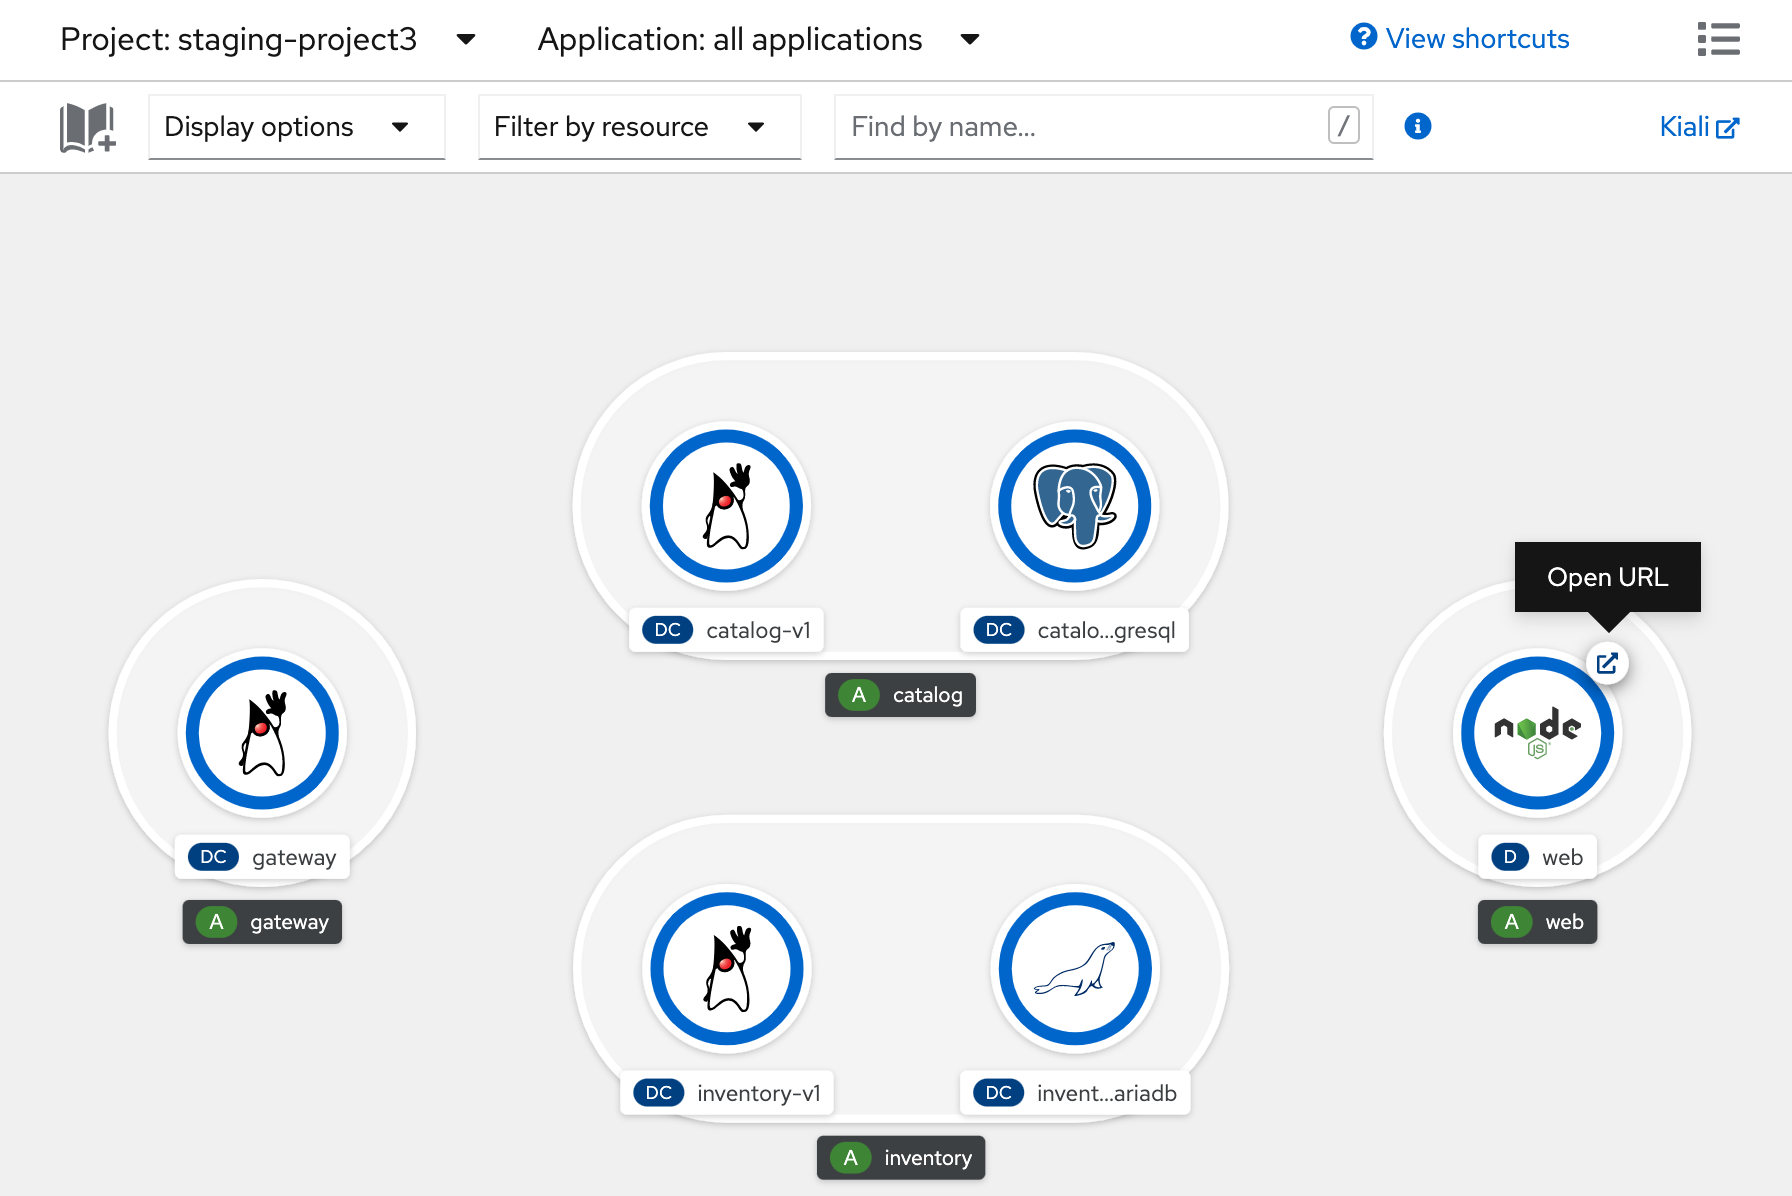 Project: staging-project3
Application: all applications
View shortcuts
Display options
Filter by resource
Find by name...
/
Kiali
DC catalog-v1
DC catalo...gresql
A catalog
Open URL
node
JS
DC gateway
A gateway
D web
A web
DC inventory-v1
DC invent...ariadb
A inventory